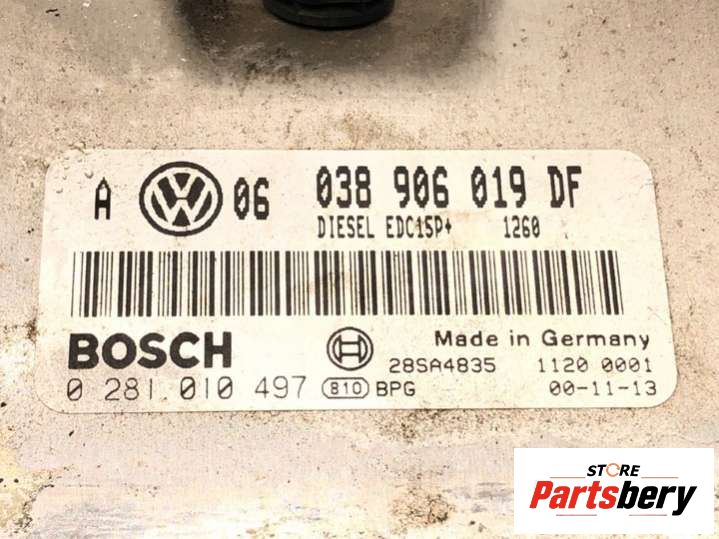 A VW 06 038 906 019 DF
DIESEL EDC15P+ 1260
BOSCH Made in Germany
28SA4835 1120 0001
0 281 010 497 810 BPG 00-11-13
STORE
Partsbery